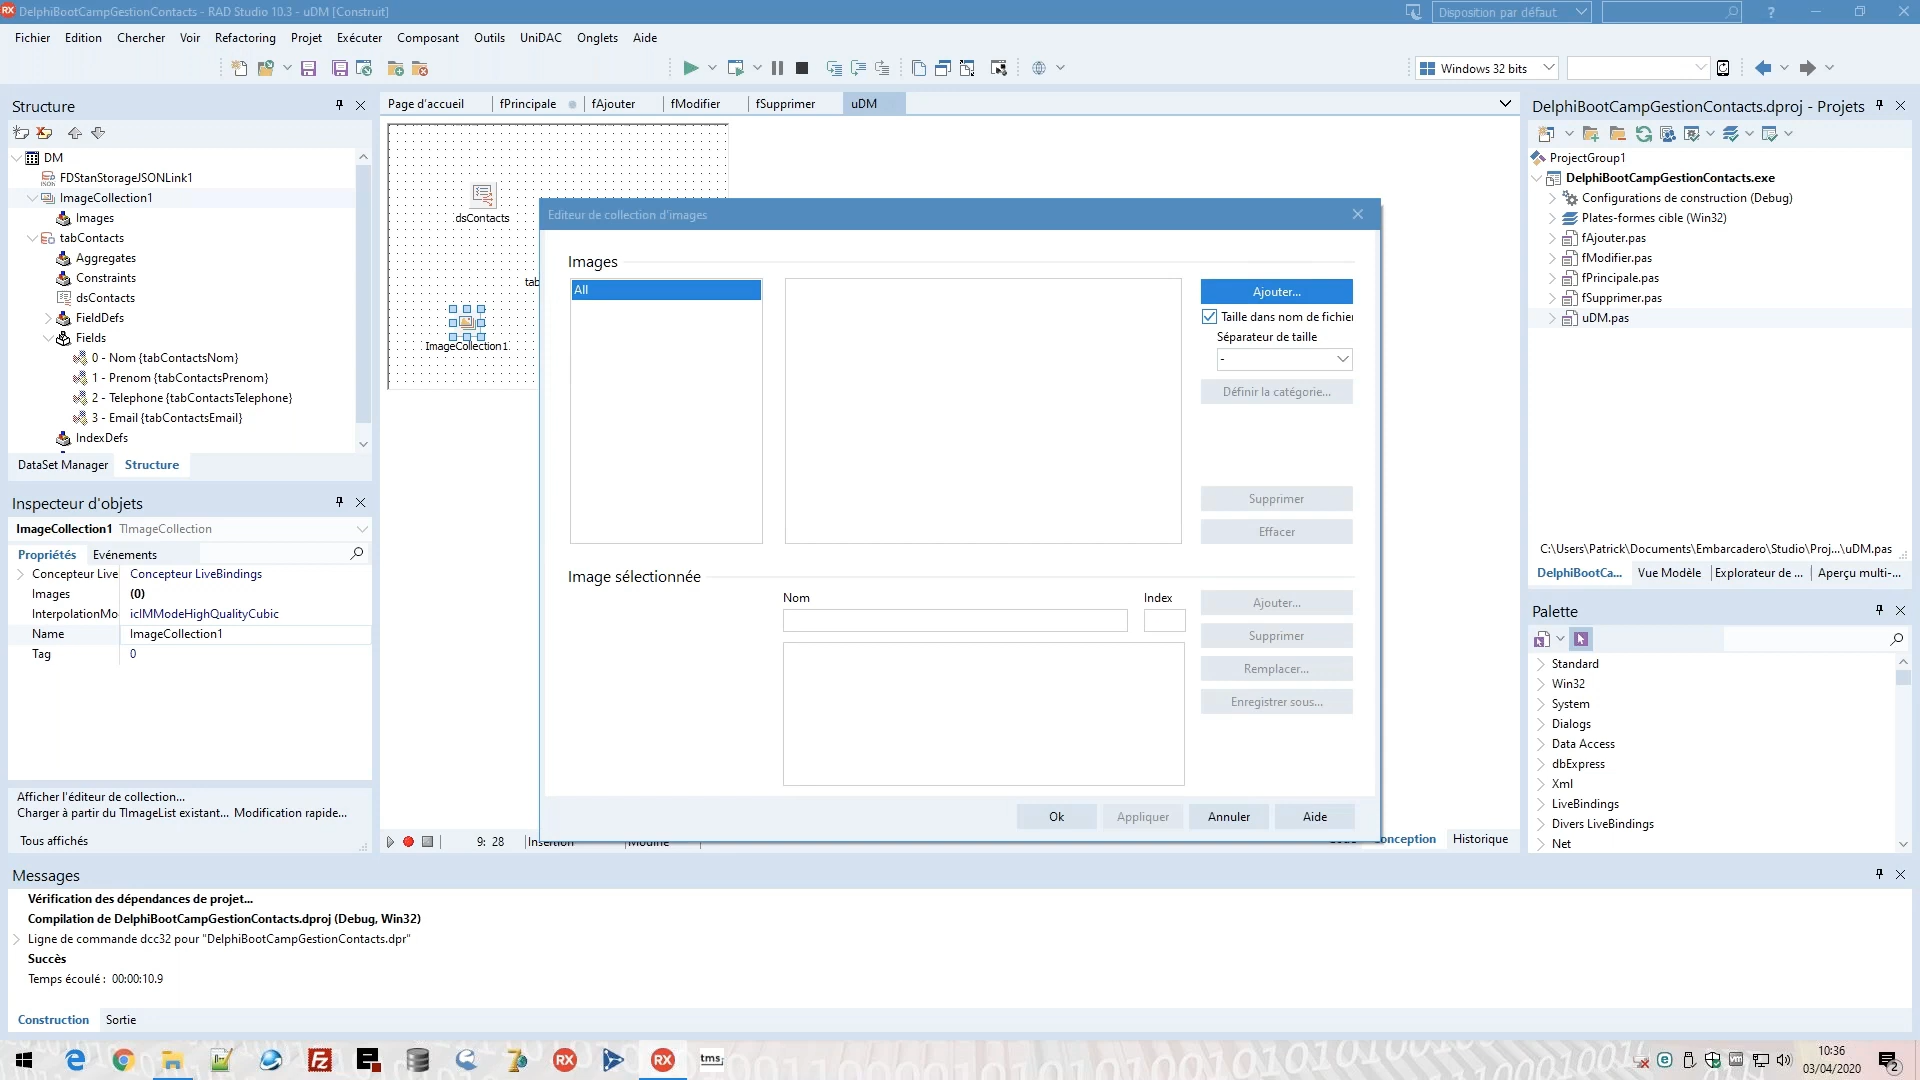 DelphiBootCampGestionContacts - RAD Studio 10.3 - uDM [Construit]
Disposition par défaut
Fichier Edition Chercher Voir Refactoring Projet Exécuter Composant Outils UniDAC Onglets Aide
Windows 32 bits
Structure
Page d'accueil fPrincipale fAjouter fModifier fSupprimer uDM
DelphiBootCampGestionContacts.dproj - Projets
DM
FDStanStorageJSONLink1
ImageCollection1
Images
tabContacts
Aggregates
Constraints
dsContacts
FieldDefs
Fields
0 - Nom {tabContactsNom}
1 - Prenom {tabContactsPrenom}
2 - Telephone {tabContactsTelephone}
3 - Email {tabContactsEmail}
IndexDefs
DataSet Manager Structure
dsContacts
tab
ImageCollection1
ProjectGroup1
DelphiBootCampGestionContacts.exe
Configurations de construction (Debug)
Plates-formes cible (Win32)
fAjouter.pas
fModifier.pas
fPrincipale.pas
fSupprimer.pas
uDM.pas
C:\Users\Patrick\Documents\Embarcadero\Studio\Proj...\uDM.pas
DelphiBootCa... Vue Modèle Explorateur de ... Aperçu multi-...
Editeur de collection d'images
Images
All
Ajouter...
Taille dans nom de fichier
Séparateur de taille
-
Définir la catégorie...
Supprimer
Effacer
Image sélectionnée
Nom Index
Ajouter...
Supprimer
Remplacer...
Enregistrer sous...
Ok Appliquer Annuler Aide
Inspecteur d'objets
ImageCollection1 TImageCollection
Propriétés Evénements
Concepteur Live Concepteur LiveBindings
Images (0)
InterpolationMo icIMModeHighQualityCubic
Name ImageCollection1
Tag 0
Afficher l'éditeur de collection...
Charger à partir du TImageList existant... Modification rapide...
Tous affichés
9: 28 Insertion Modifié
Conception Historique
Palette
Standard
Win32
System
Dialogs
Data Access
dbExpress
Xml
LiveBindings
Divers LiveBindings
Net
Messages
Vérification des dépendances de projet...
Compilation de DelphiBootCampGestionContacts.dproj (Debug, Win32)
Ligne de commande dcc32 pour "DelphiBootCampGestionContacts.dpr"
Succès
Temps écoulé : 00:00:10.9
Construction Sortie
RX RX tms
10:36
03/04/2020
2